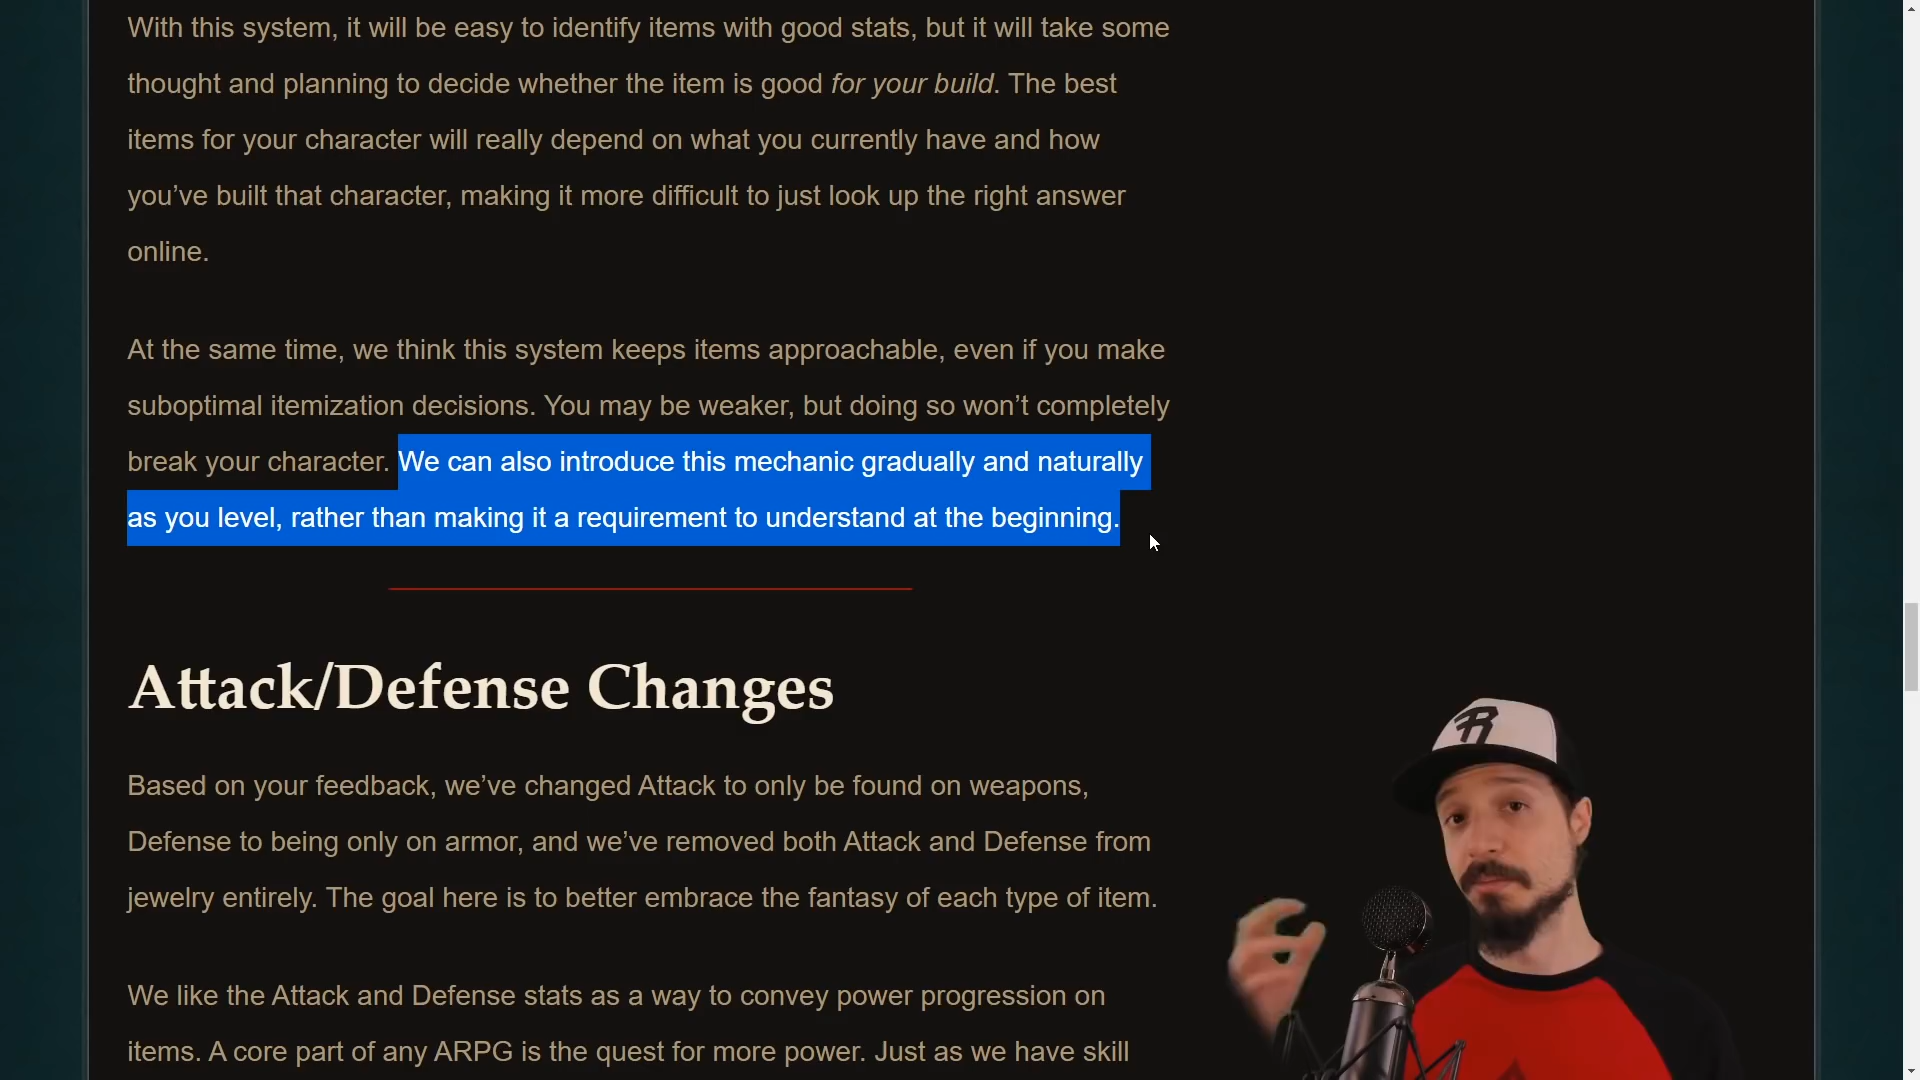 With this system, it will be easy to identify items with good stats, but it will take some
thought and planning to decide whether the item is good for your build. The best
items for your character will really depend on what you currently have and how
you’ve built that character, making it more difficult to just look up the right answer
online.
At the same time, we think this system keeps items approachable, even if you make
suboptimal itemization decisions. You may be weaker, but doing so won’t completely
break your character. We can also introduce this mechanic gradually and naturally
as you level, rather than making it a requirement to understand at the beginning.
Attack/Defense Changes
Based on your feedback, we’ve changed Attack to only be found on weapons,
Defense to being only on armor, and we’ve removed both Attack and Defense from
jewelry entirely. The goal here is to better embrace the fantasy of each type of item.
We like the Attack and Defense stats as a way to convey power progression on
items. A core part of any ARPG is the quest for more power. Just as we have skill
R